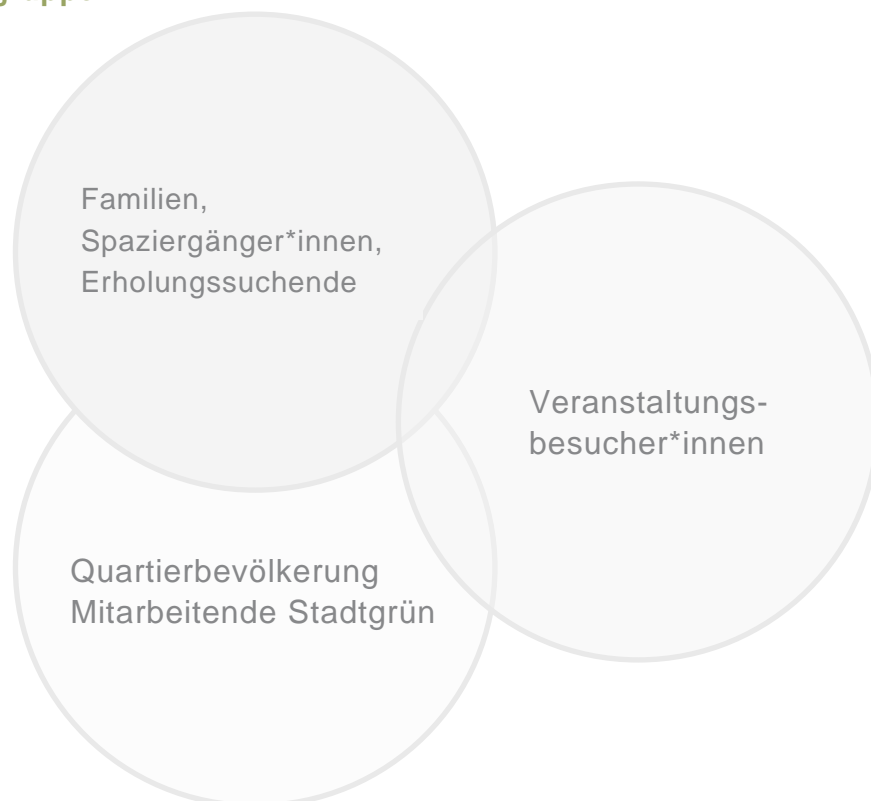 Familien,
Spaziergänger*innen,
Erholungssuchende
Veranstaltungs-
besucher*innen
Quartierbevölkerung
Mitarbeitende Stadtgrün